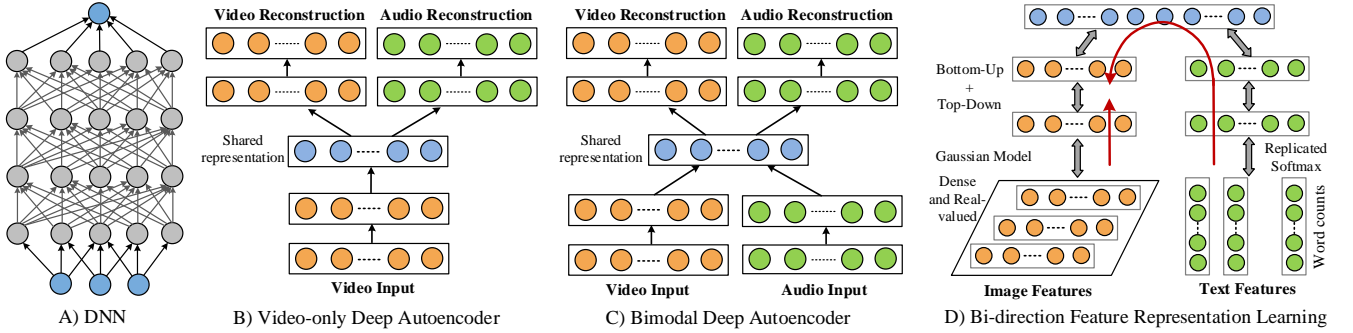 Video Reconstruction
Audio Reconstruction
Shared
representation
Video Input
Video Reconstruction
Audio Reconstruction
Shared
representation
Video Input
Audio Input
Bottom-Up
+
Top-Down
Gaussian Model
Replicated
Softmax
Dense
and Real-
valued
Word counts
Image Features
Text Features
A) DNN
B) Video-only Deep Autoencoder
C) Bimodal Deep Autoencoder
D) Bi-direction Feature Representation Learning